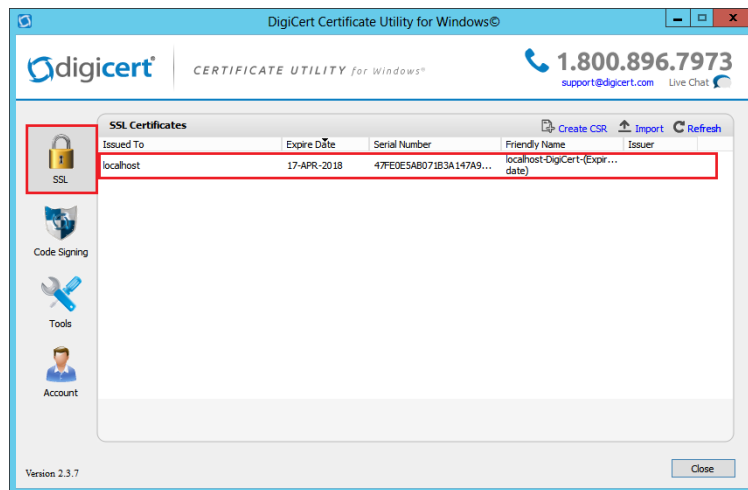 DigiCert Certificate Utility for Windows©
digicert®
CERTIFICATE UTILITY for Windows®
1.800.896.7973
support@digicert.com Live Chat
SSL Certificates
Create CSR Import Refresh
Issued To Expire Date Serial Number Friendly Name Issuer
localhost 17-APR-2018 47FE0E5AB071B3A147A9... localhost-DigiCert-(Expir...
date)
SSL
Code Signing
Tools
Account
Version 2.3.7
Close